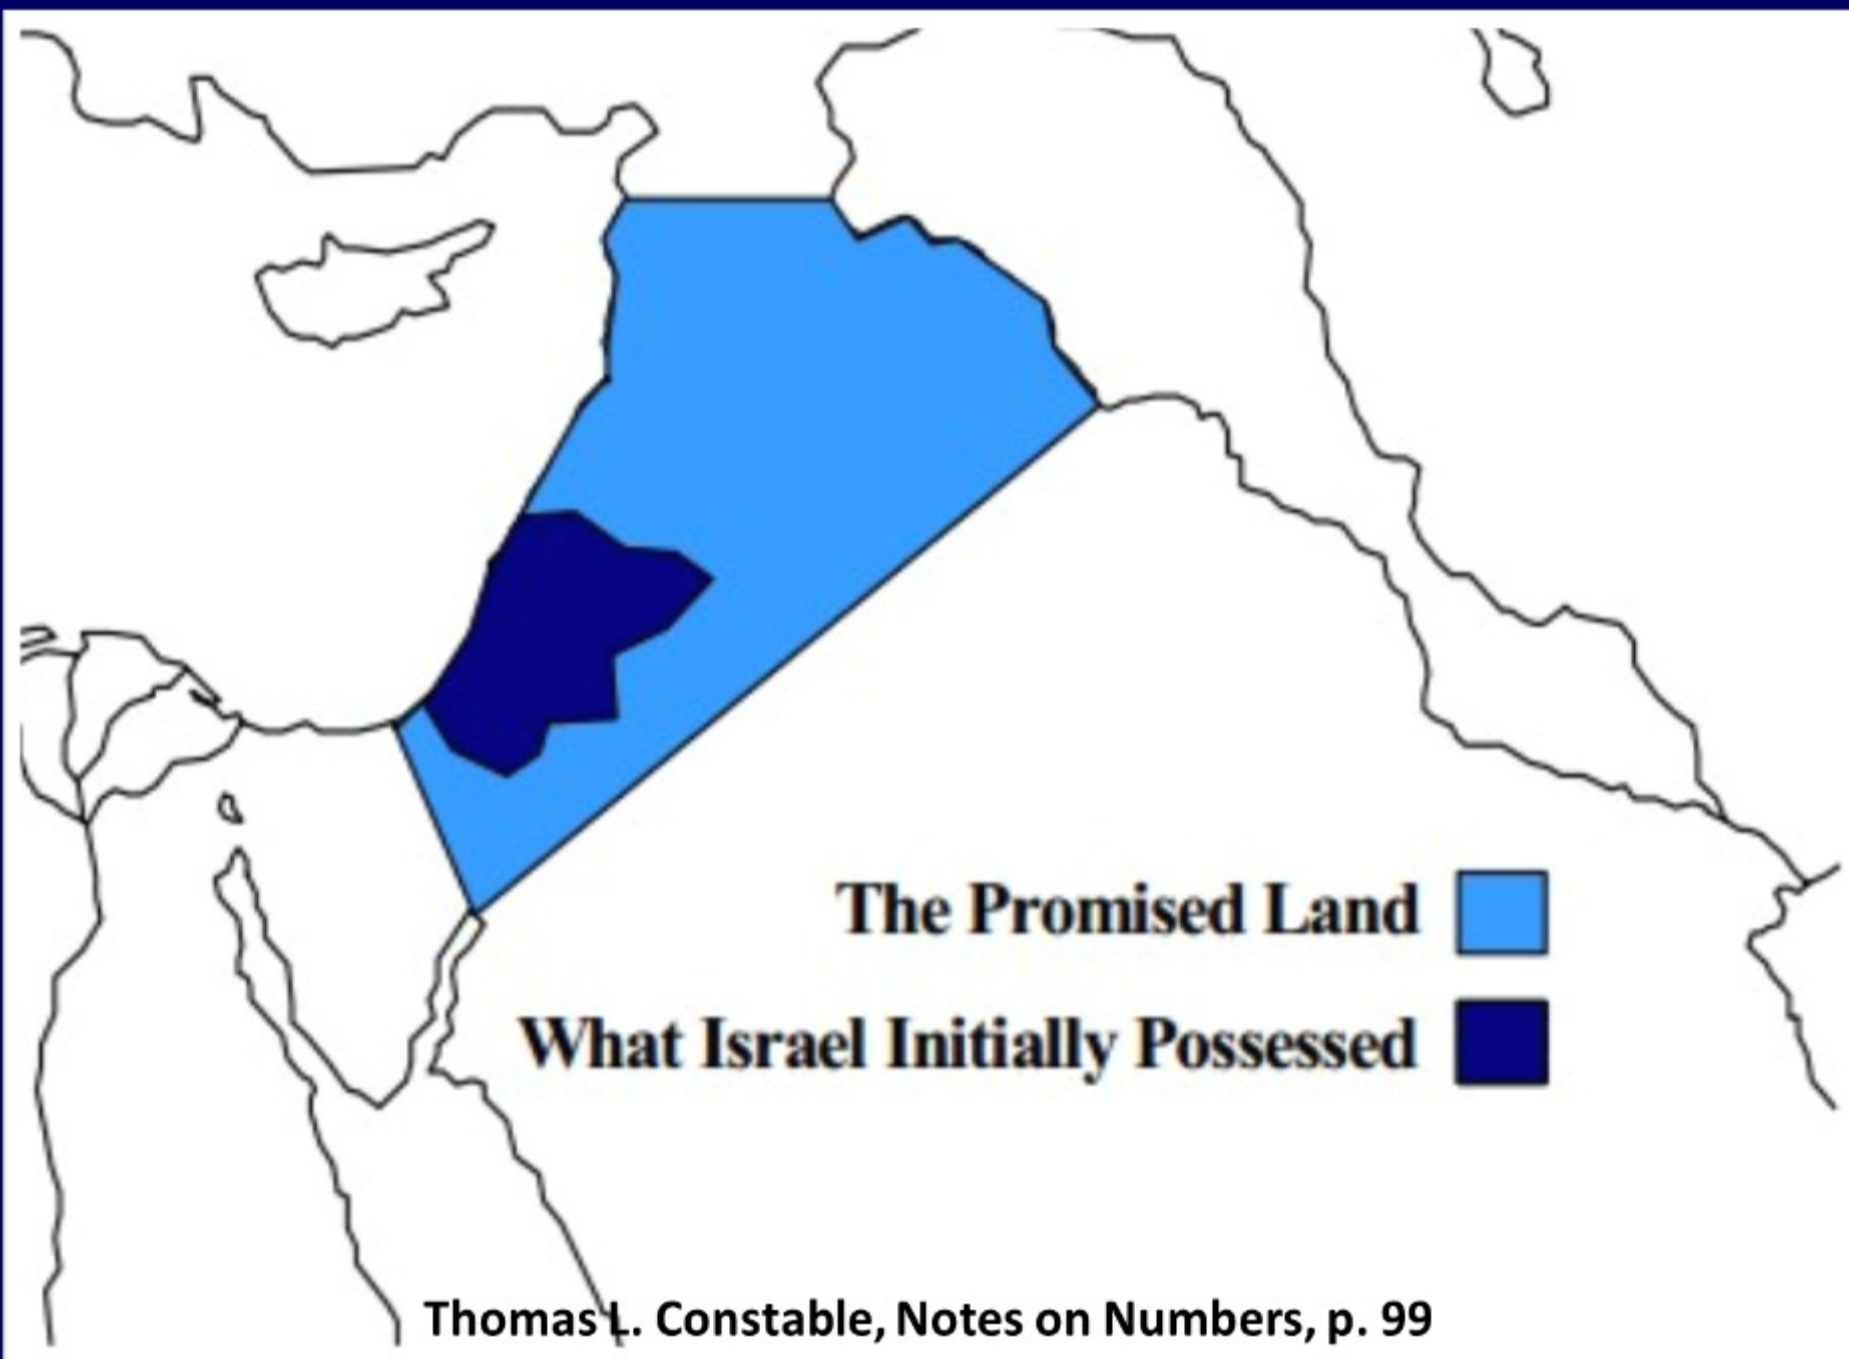 The Promised Land
What Israel Initially Possessed
Thomas L. Constable, Notes on Numbers, p. 99